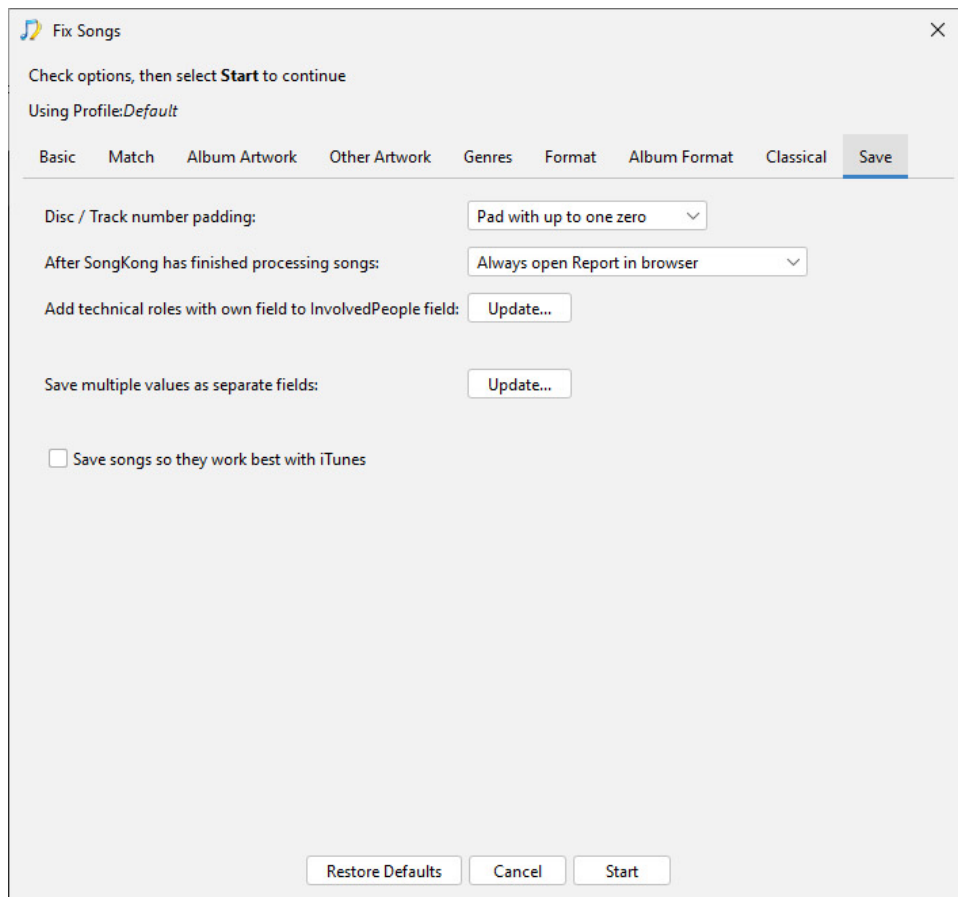 Fix Songs
Check options, then select Start to continue
Using Profile:Default
Basic Match Album Artwork Other Artwork Genres Format Album Format Classical Save
Disc / Track number padding: Pad with up to one zero
After SongKong has finished processing songs: Always open Report in browser
Add technical roles with own field to InvolvedPeople field: Update...
Save multiple values as separate fields: Update...
Save songs so they work best with iTunes
Restore Defaults Cancel Start